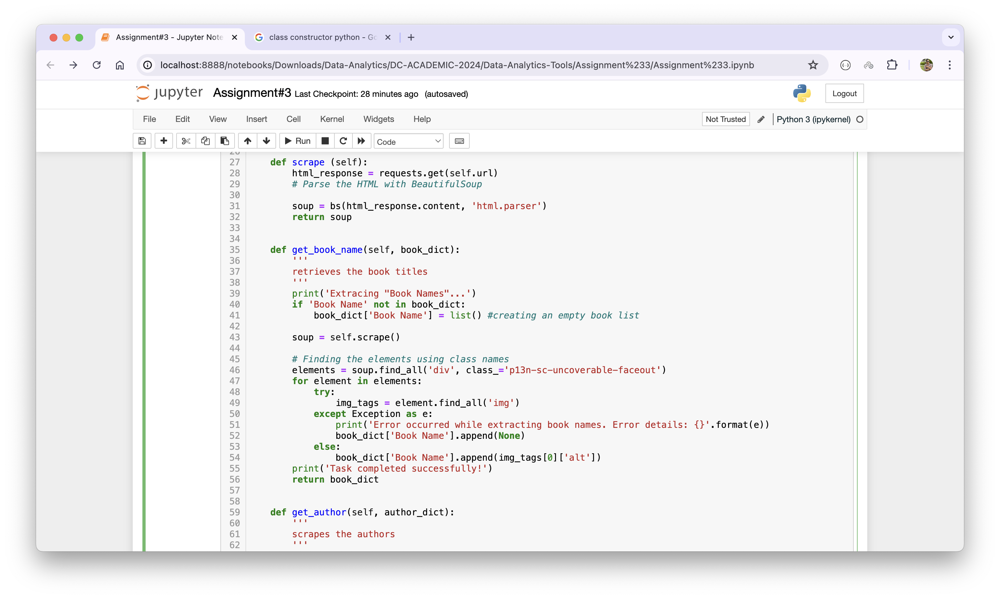 Assignment#3 - Jupyter Note
class constructor python - Go
localhost:8888/notebooks/Downloads/Data-Analytics/DC-ACADEMIC-2024/Data-Analytics-Tools/Assignment%233/Assignment%233.ipynb
jupyter Assignment#3 Last Checkpoint: 28 minutes ago (autosaved)
Logout
File Edit View Insert Cell Kernel Widgets Help
Not Trusted
Python 3 (ipykernel)
Run
Code
26
27 def scrape (self):
28 html_response = requests.get(self.url)
29 # Parse the HTML with BeautifulSoup
30
31 soup = bs(html_response.content, 'html.parser')
32 return soup
33
34
35 def get_book_name(self, book_dict):
36 '''
37 retrieves the book titles
38 '''
39 print('Extracing "Book Names"...')
40 if 'Book Name' not in book_dict:
41 book_dict['Book Name'] = list() #creating an empty book list
42
43 soup = self.scrape()
44
45 # Finding the elements using class names
46 elements = soup.find_all('div', class_='p13n-sc-uncoverable-faceout')
47 for element in elements:
48 try:
49 img_tags = element.find_all('img')
50 except Exception as e:
51 print('Error occurred while extracting book names. Error details: {}'.format(e))
52 book_dict['Book Name'].append(None)
53 else:
54 book_dict['Book Name'].append(img_tags[0]['alt'])
55 print('Task completed successfully!')
56 return book_dict
57
58
59 def get_author(self, author_dict):
60 '''
61 scrapes the authors
62 '''